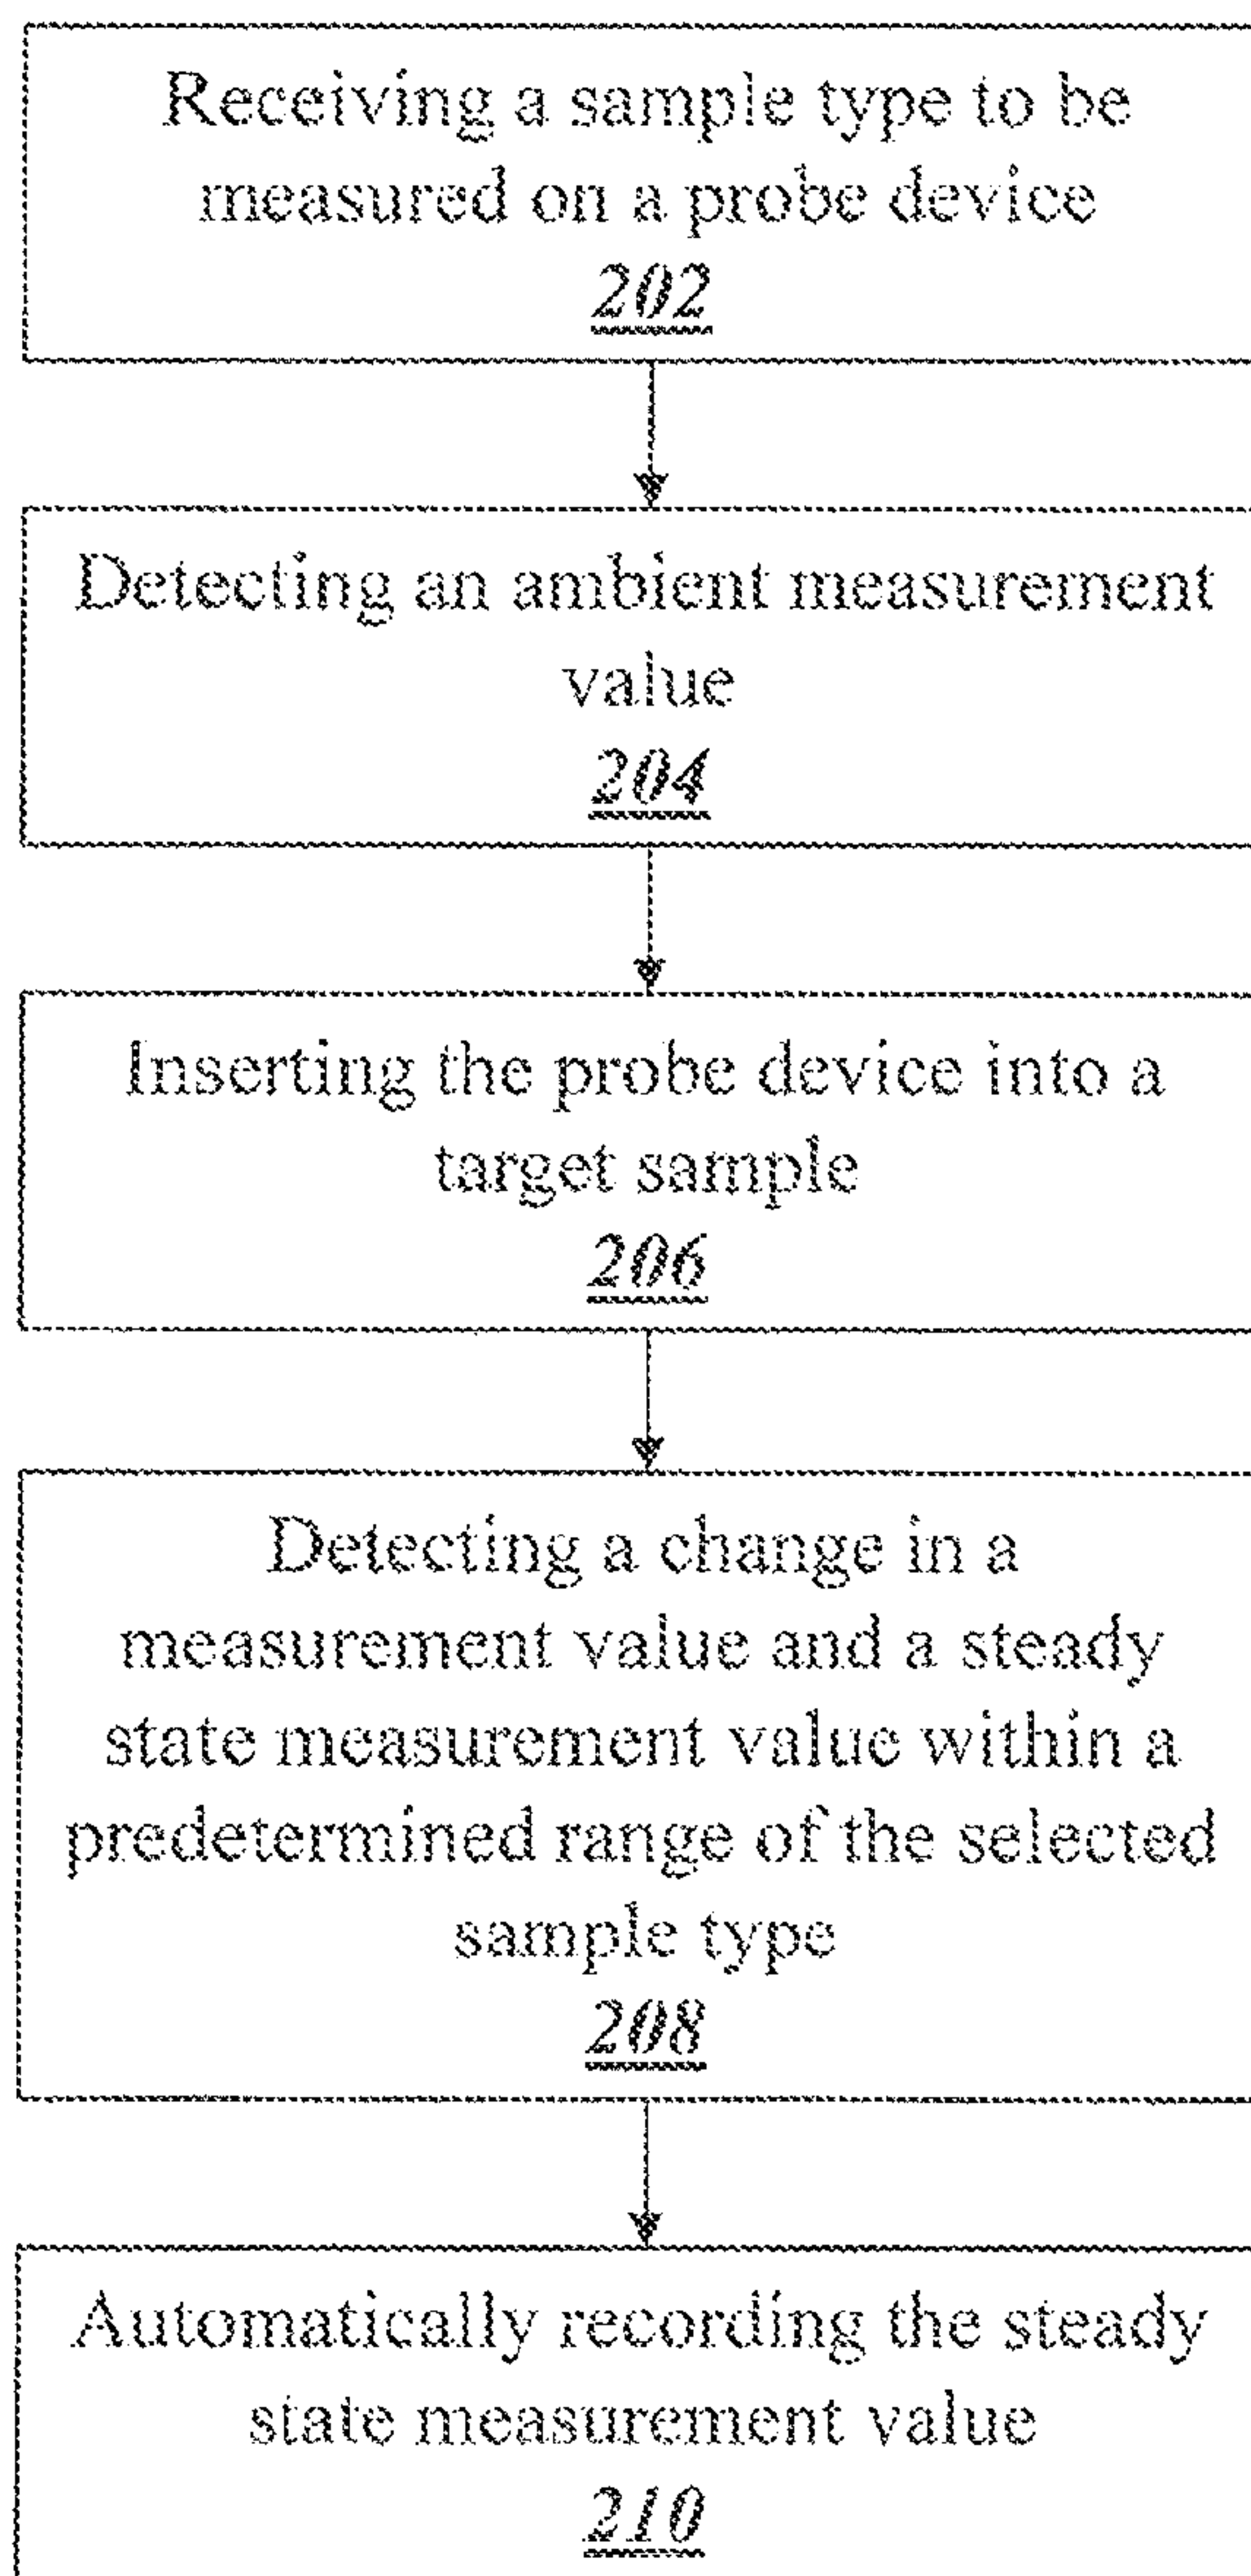 Receiving a sample type to be
measured on a probe device
202
Detecting an ambient measurement
value
204
Inserting the probe device into a
target sample
206
Detecting a change in a
measurement value and a steady
state measurement value within a
predetermined range of the selected
sample type
208
Automatically recording the steady
state measurement value
210